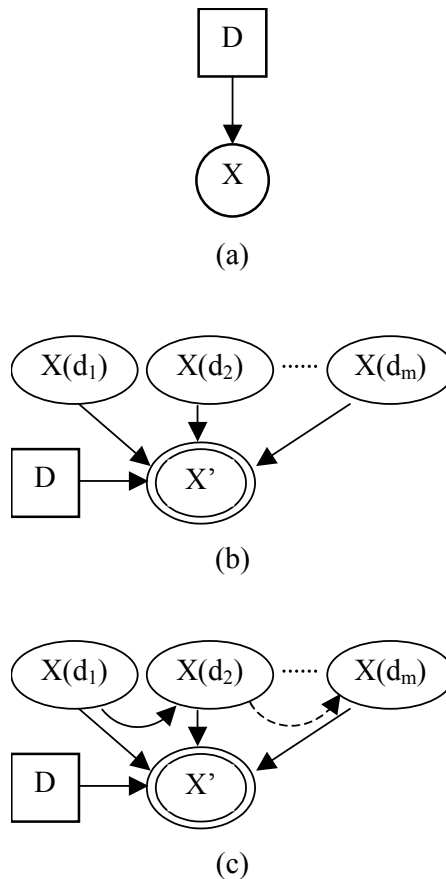 D
X
(a)
X(d₁) X(d₂) ...... X(dₘ)
D X’
(b)
X(d₁) X(d₂) ...... X(dₘ)
D X’
(c)